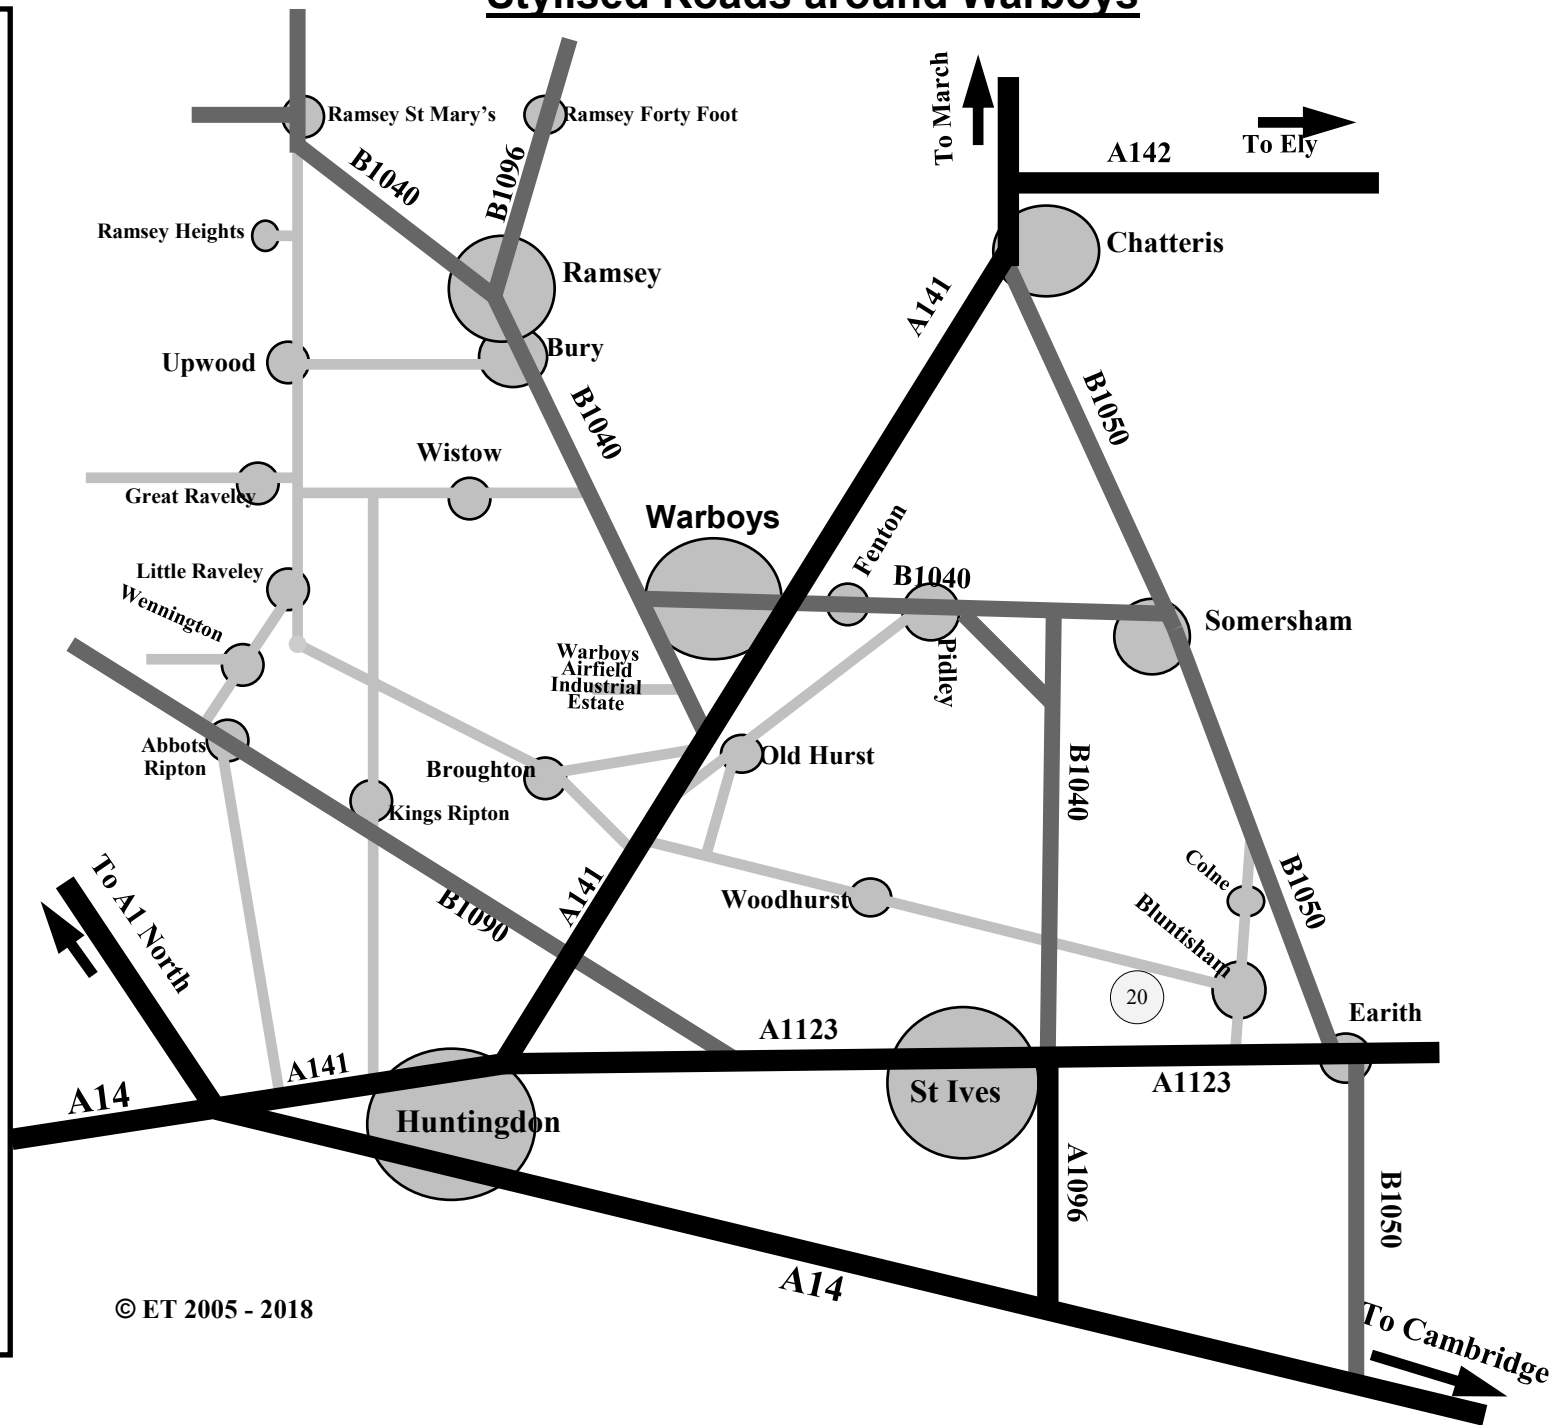 Stylised Roads around Warboys
To March
To Ely
A142
Ramsey St Mary’s
Ramsey Forty Foot
B1040
B1096
Ramsey Heights
Ramsey
Chatteris
A141
Upwood
Bury
B1040
B1050
Wistow
Great Raveley
Warboys
Fenton
B1040
Little Raveley
Wennington
Somersham
Pidley
Warboys
Airfield
Industrial
Estate
Abbots
Ripton
Broughton
Old Hurst
B1040
Kings Ripton
To A1 North
B1090
A141
Woodhurst
Colne
Bluntisham
B1050
20
Earith
A1123
A141
A14
A1123
St Ives
Huntingdon
A1096
B1050
A14
To Cambridge
© ET 2005 - 2018